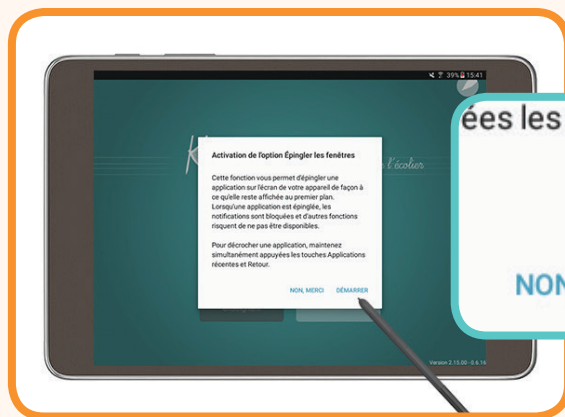 39% 15:41
l'écolier
Activation de l'option Épingler les fenêtres
Cette fonction vous permet d'épingler une
application sur l'écran de votre appareil de façon à
ce qu'elle reste affichée au premier plan.
Lorsqu'une application est épinglée, les
notifications sont bloquées et d'autres fonctions
risquent de ne pas être disponibles.
Pour décrocher une application, maintenez
simultanément appuyées les touches Applications
récentes et Retour.
NON, MERCI DÉMARRER
Version 2.15.00 - 0.6.16
ées les
NON